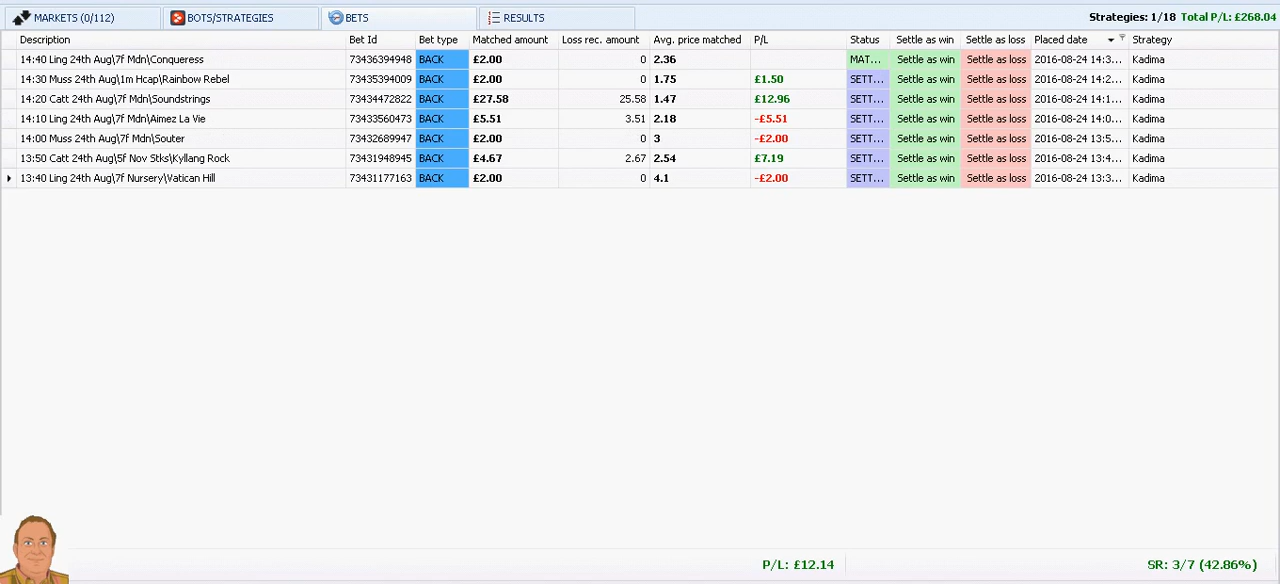 MARKETS (0/112) BOTS/STRATEGIES BETS RESULTS Strategies: 1/18 Total P/L: £268.04
Description Bet Id Bet type Matched amount Loss rec. amount Avg. price matched P/L Status Settle as win Settle as loss Placed date Strategy
14:40 Ling 24th Aug\7f Mdn\Conqueress 73436394948 BACK £2.00 0 2.36 MAT... Settle as win Settle as loss 2016-08-24 14:3... Kadima
14:30 Muss 24th Aug\1m Hcap\Rainbow Rebel 73435394009 BACK £2.00 0 1.75 £1.50 SETT... Settle as win Settle as loss 2016-08-24 14:2... Kadima
14:20 Catt 24th Aug\7f Mdn\Soundstrings 73434472822 BACK £27.58 25.58 1.47 £12.96 SETT... Settle as win Settle as loss 2016-08-24 14:1... Kadima
14:10 Ling 24th Aug\7f Mdn\Aimez La Vie 73433560473 BACK £5.51 3.51 2.18 -£5.51 SETT... Settle as win Settle as loss 2016-08-24 14:0... Kadima
14:00 Muss 24th Aug\7f Mdn\Souter 73432689947 BACK £2.00 0 3 -£2.00 SETT... Settle as win Settle as loss 2016-08-24 13:5... Kadima
13:50 Catt 24th Aug\5f Nov Stks\Kyllang Rock 73431948945 BACK £4.67 2.67 2.54 £7.19 SETT... Settle as win Settle as loss 2016-08-24 13:4... Kadima
13:40 Ling 24th Aug\7f Nursery\Vatican Hill 73431177163 BACK £2.00 0 4.1 -£2.00 SETT... Settle as win Settle as loss 2016-08-24 13:3... Kadima
P/L: £12.14 SR: 3/7 (42.86%)